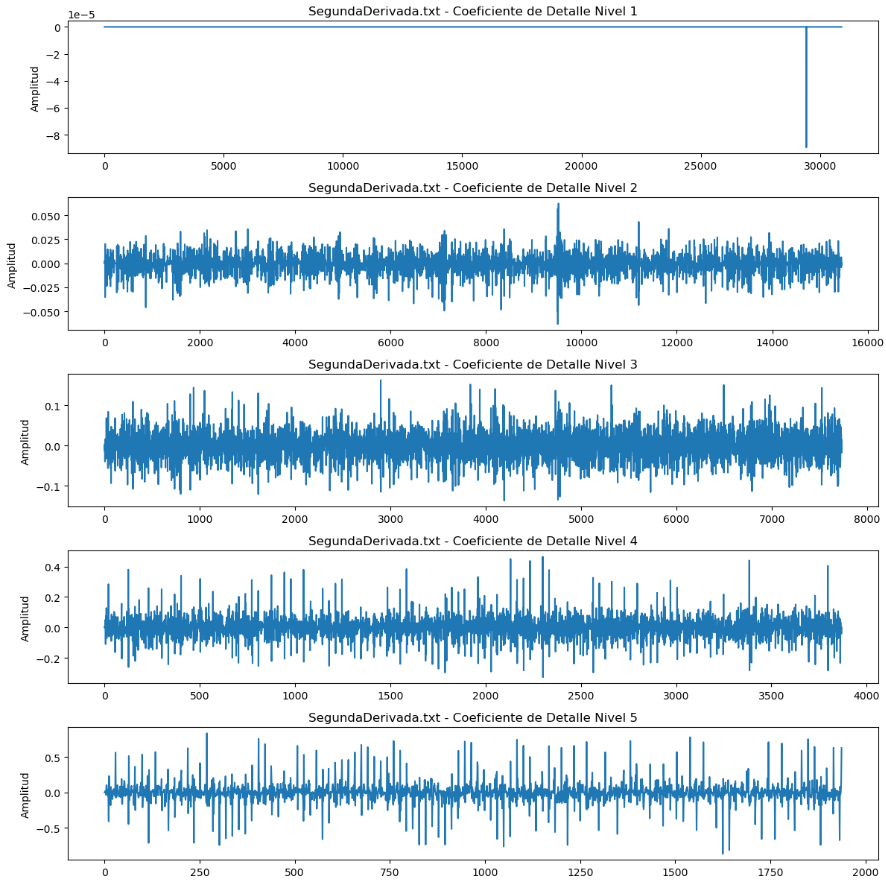 SegundaDerivada.txt - Coeficiente de Detalle Nivel 1
1e−5
0
−2
−4
−6
−8
Amplitud
0 5000 10000 15000 20000 25000 30000
SegundaDerivada.txt - Coeficiente de Detalle Nivel 2
0.050
0.025
0.000
−0.025
−0.050
Amplitud
0 2000 4000 6000 8000 10000 12000 14000 16000
SegundaDerivada.txt - Coeficiente de Detalle Nivel 3
0.1
0.0
−0.1
Amplitud
0 1000 2000 3000 4000 5000 6000 7000 8000
SegundaDerivada.txt - Coeficiente de Detalle Nivel 4
0.4
0.2
0.0
−0.2
Amplitud
0 500 1000 1500 2000 2500 3000 3500 4000
SegundaDerivada.txt - Coeficiente de Detalle Nivel 5
0.5
0.0
−0.5
Amplitud
0 250 500 750 1000 1250 1500 1750 2000